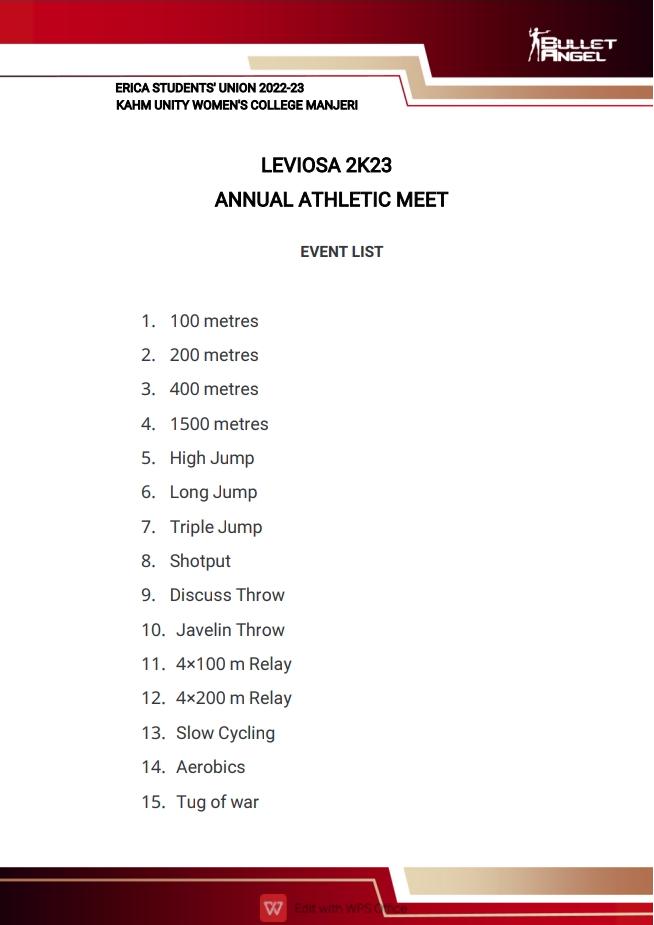 BULLET
ANGEL
ERICA STUDENTS' UNION 2022-23
KAHM UNITY WOMEN'S COLLEGE MANJERI
LEVIOSA 2K23
ANNUAL ATHLETIC MEET
EVENT LIST
1. 100 metres
2. 200 metres
3. 400 metres
4. 1500 metres
5. High Jump
6. Long Jump
7. Triple Jump
8. Shotput
9. Discuss Throw
10. Javelin Throw
11. 4×100 m Relay
12. 4×200 m Relay
13. Slow Cycling
14. Aerobics
15. Tug of war
W Edit with WPS Office